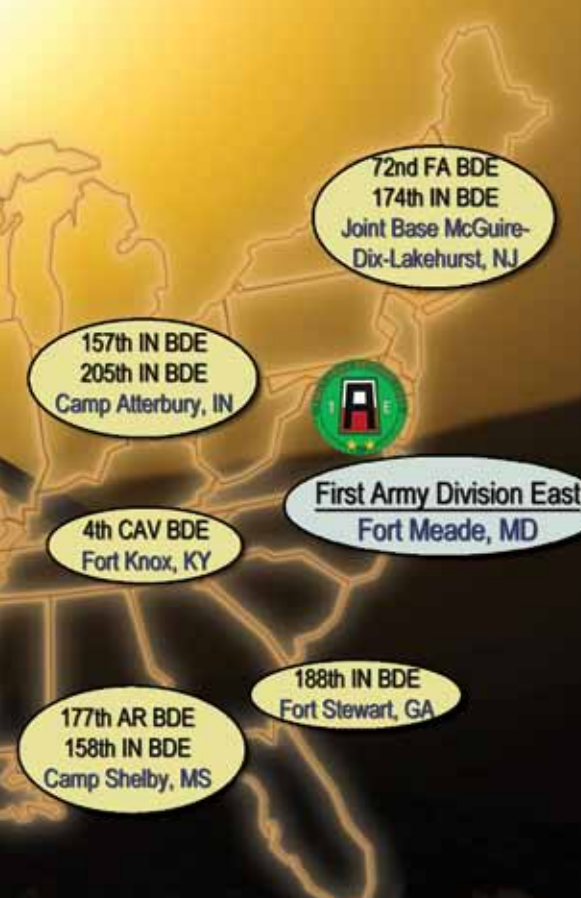 72nd FA BDE
174th IN BDE
Joint Base McGuire-
Dix-Lakehurst, NJ
157th IN BDE
205th IN BDE
Camp Atterbury, IN
1 A E
First Army Division East
Fort Meade, MD
4th CAV BDE
Fort Knox, KY
188th IN BDE
Fort Stewart, GA
177th AR BDE
158th IN BDE
Camp Shelby, MS